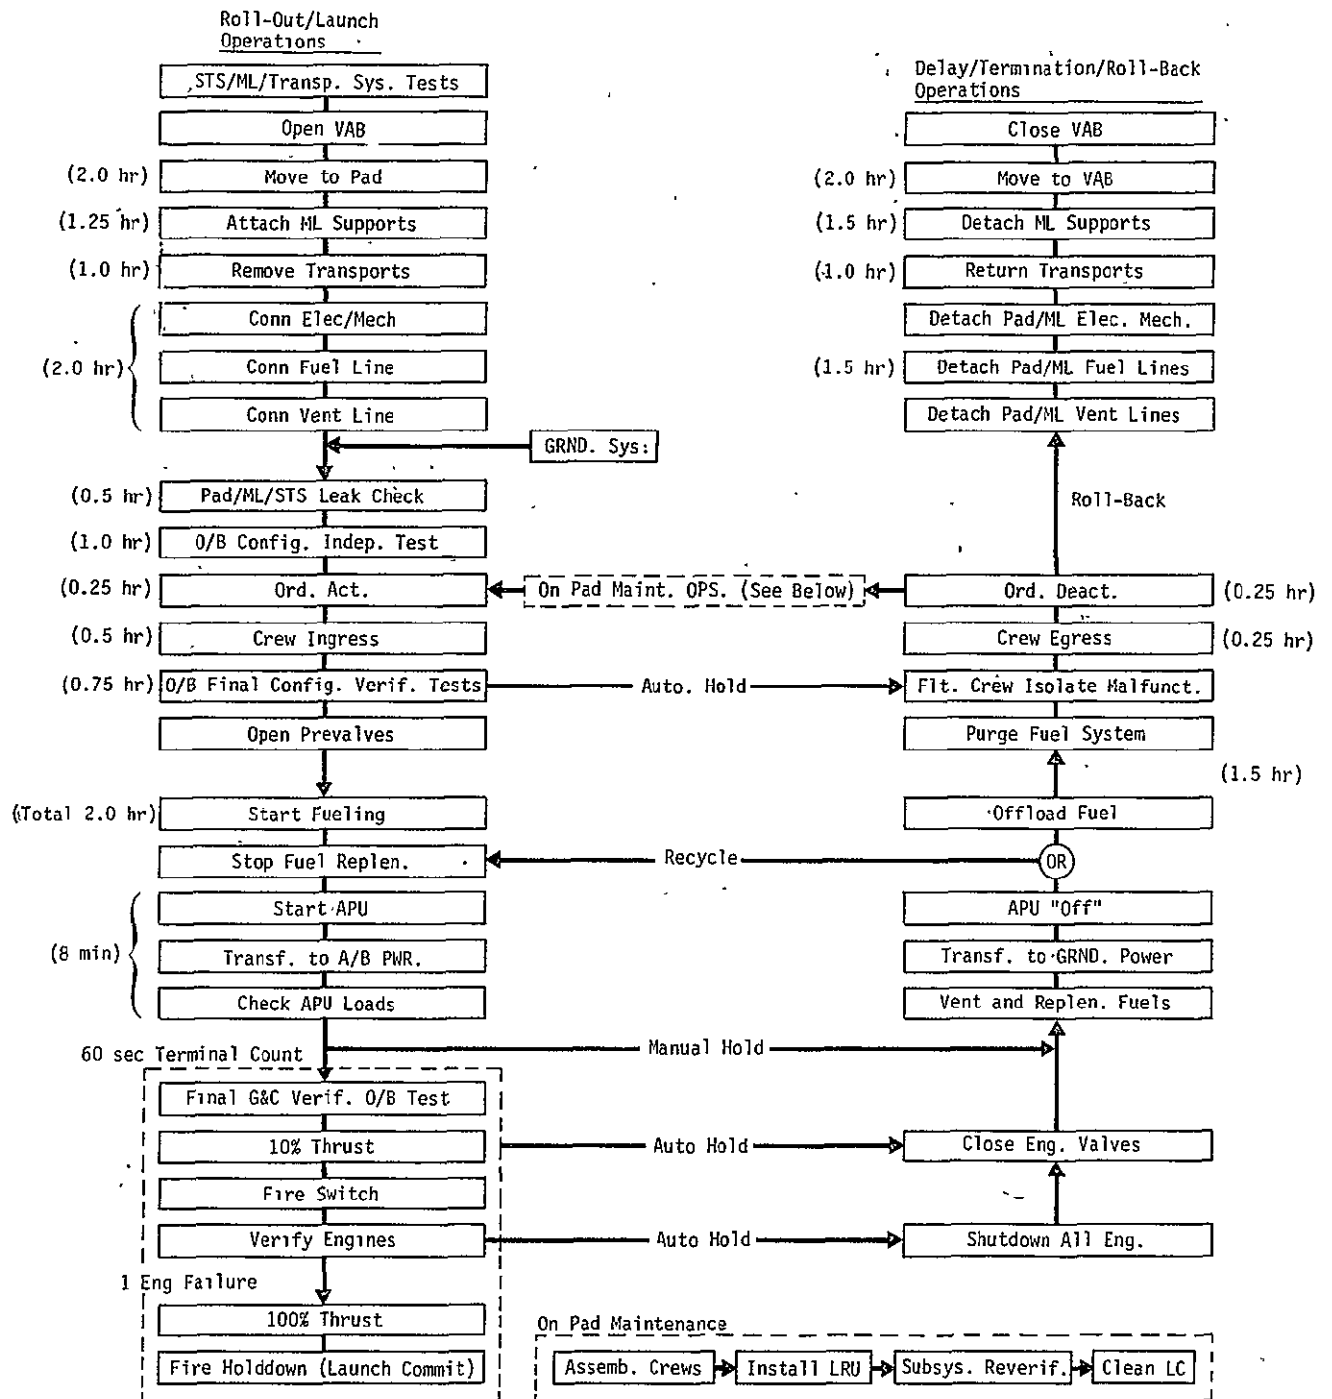 Roll-Out/Launch
Operations
STS/ML/Transp. Sys. Tests
Open VAB
(2.0 hr) Move to Pad
(1.25 hr) Attach ML Supports
(1.0 hr) Remove Transports
Conn Elec/Mech
(2.0 hr) Conn Fuel Line
Conn Vent Line
GRND. Sys:
(0.5 hr) Pad/ML/STS Leak Check
(1.0 hr) O/B Config. Indep. Test
(0.25 hr) Ord. Act.
On Pad Maint. OPS. (See Below)
(0.5 hr) Crew Ingress
(0.75 hr) O/B Final Config. Verif. Tests
Auto. Hold
Open Prevalves
(Total 2.0 hr) Start Fueling
Stop Fuel Replen.
Recycle
Start APU
(8 min) Transf. to A/B PWR.
Check APU Loads
60 sec Terminal Count
Manual Hold
Final G&C Verif. O/B Test
10% Thrust
Auto Hold
Fire Switch
Verify Engines
Auto Hold
1 Eng Failure
100% Thrust
Fire Holddown (Launch Commit)
Delay/Termination/Roll-Back
Operations
Close VAB
(2.0 hr) Move to VAB
(1.5 hr) Detach ML Supports
(1.0 hr) Return Transports
Detach Pad/ML Elec. Mech.
(1.5 hr) Detach Pad/ML Fuel Lines
Detach Pad/ML Vent Lines
Roll-Back
Ord. Deact. (0.25 hr)
Crew Egress (0.25 hr)
Flt. Crew Isolate Malfunct.
Purge Fuel System
(1.5 hr)
Offload Fuel
OR
APU "Off"
Transf. to GRND. Power
Vent and Replen. Fuels
Close Eng. Valves
Shutdown All Eng.
On Pad Maintenance
Assemb. Crews Install LRU Subsys. Reverif. Clean LC